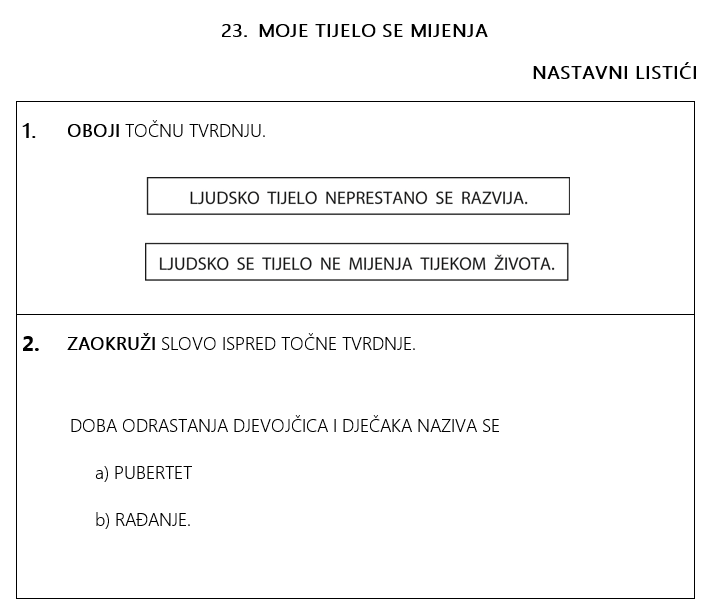 23. MOJE TIJELO SE MIJENJA
NASTAVNI LISTIĆI
1. OBOJI TOČNU TVRDNJU.
LJUDSKO TIJELO NEPRESTANO SE RAZVIJA.
LJUDSKO SE TIJELO NE MIJENJA TIJEKOM ŽIVOTA.
2. ZAOKRUŽI SLOVO ISPRED TOČNE TVRDNJE.
DOBA ODRASTANJA DJEVOJČICA I DJEČAKA NAZIVA SE
a) PUBERTET
b) RAĐANJE.